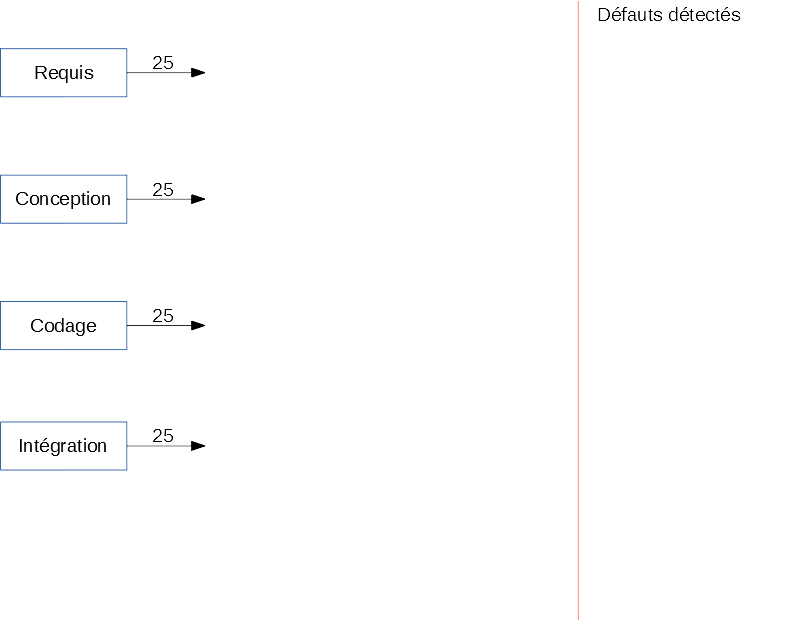 Défauts détectés
25
Requis
25
Conception
25
Codage
25
Intégration